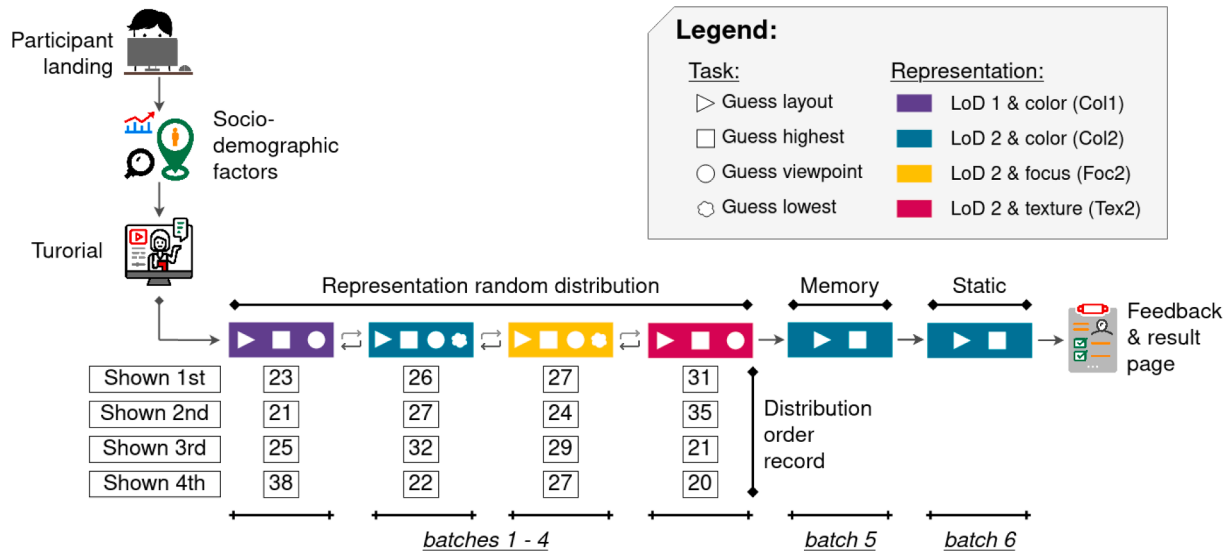 Participant
landing
Socio-
demographic
factors
Turorial
Legend:
Task:
Guess layout
Guess highest
Guess viewpoint
Guess lowest
Representation:
LoD 1 & color (Col1)
LoD 2 & color (Col2)
LoD 2 & focus (Foc2)
LoD 2 & texture (Tex2)
Representation random distribution
Memory
Static
Feedback
& result
page
Shown 1st 23 26 27 31
Shown 2nd 21 27 24 35
Shown 3rd 25 32 29 21
Shown 4th 38 22 27 20
Distribution
order
record
batches 1 - 4
batch 5
batch 6